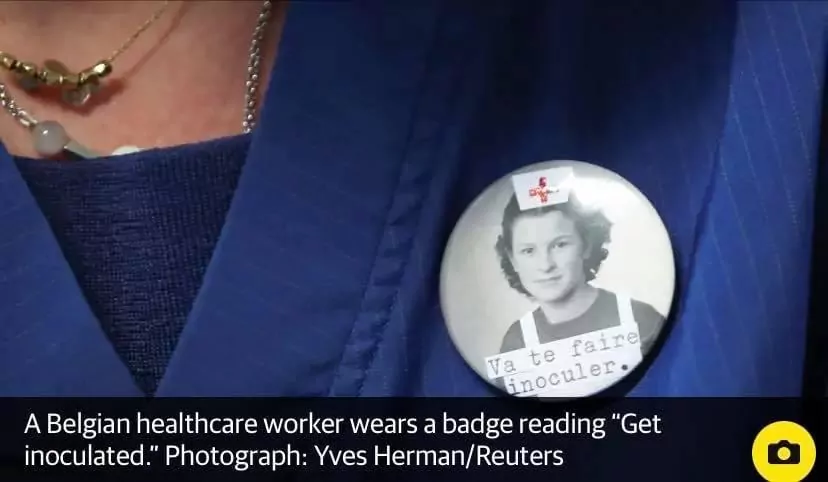 Va te faire
inoculer.
A Belgian healthcare worker wears a badge reading “Get
inoculated.” Photograph: Yves Herman/Reuters